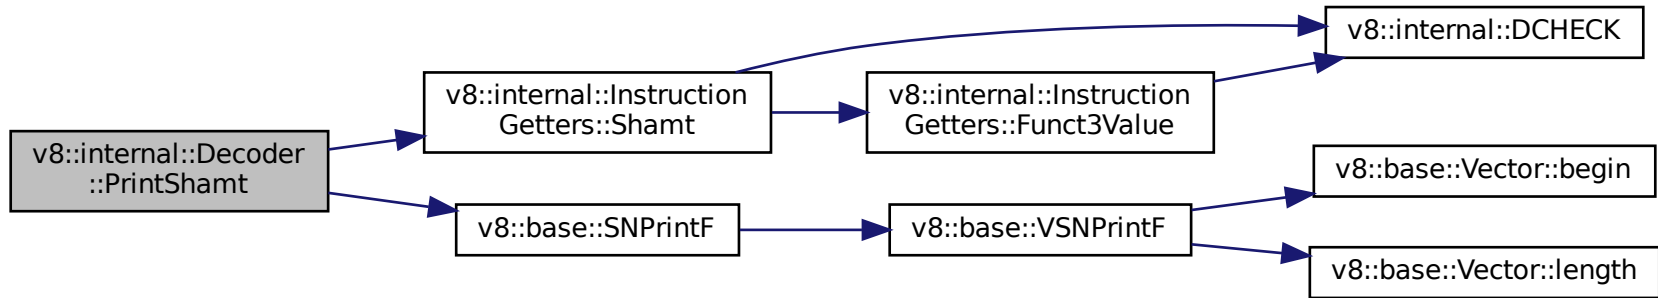 v8::internal::DCHECK
v8::internal::Instruction
Getters::Shamt
v8::internal::Instruction
Getters::Funct3Value
v8::internal::Decoder
::PrintShamt
v8::base::Vector::begin
v8::base::SNPrintF
v8::base::VSNPrintF
v8::base::Vector::length